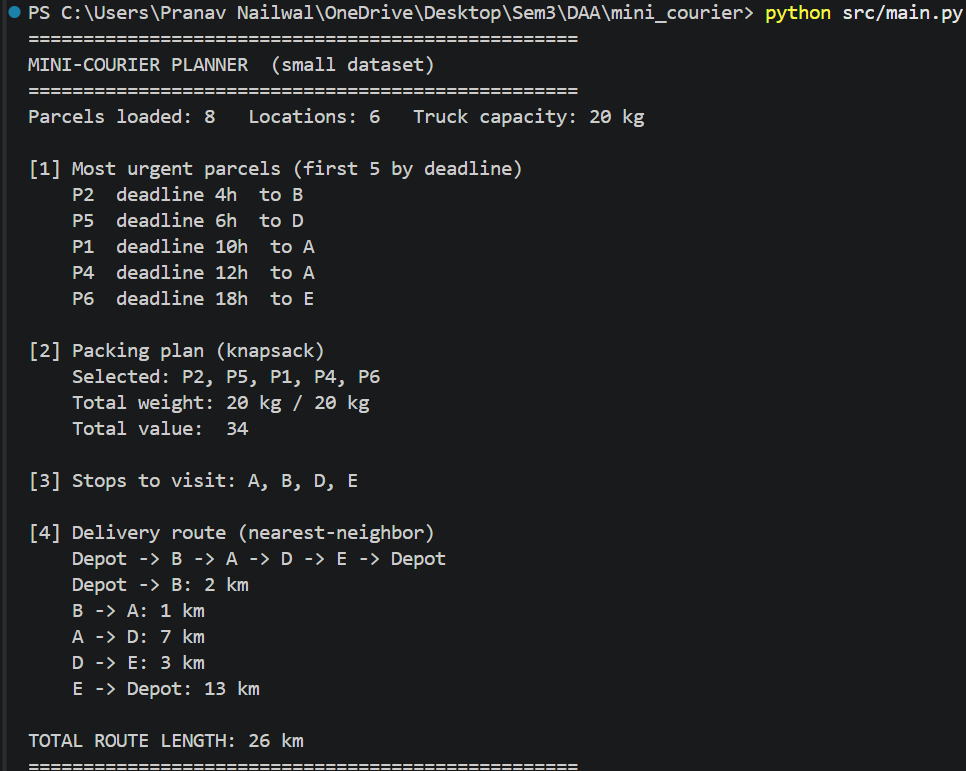 PS C:\Users\Pranav Nailwal\OneDrive\Desktop\Sem3\DAA\mini_courier> python src/main.py
==================================================
MINI-COURIER PLANNER  (small dataset)
==================================================
Parcels loaded: 8   Locations: 6   Truck capacity: 20 kg

[1] Most urgent parcels (first 5 by deadline)
    P2  deadline 4h  to B
    P5  deadline 6h  to D
    P1  deadline 10h  to A
    P4  deadline 12h  to A
    P6  deadline 18h  to E

[2] Packing plan (knapsack)
    Selected: P2, P5, P1, P4, P6
    Total weight: 20 kg / 20 kg
    Total value:  34

[3] Stops to visit: A, B, D, E

[4] Delivery route (nearest-neighbor)
    Depot -> B -> A -> D -> E -> Depot
    Depot -> B: 2 km
    B -> A: 1 km
    A -> D: 7 km
    D -> E: 3 km
    E -> Depot: 13 km

TOTAL ROUTE LENGTH: 26 km
==================================================